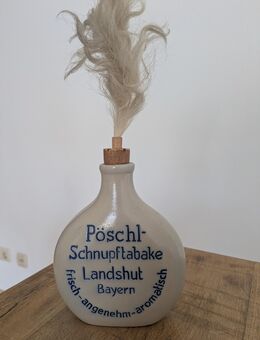 Pöschl-
Schnupftabake
Landshut
Bayern
frisch-angenehm-aromatisch